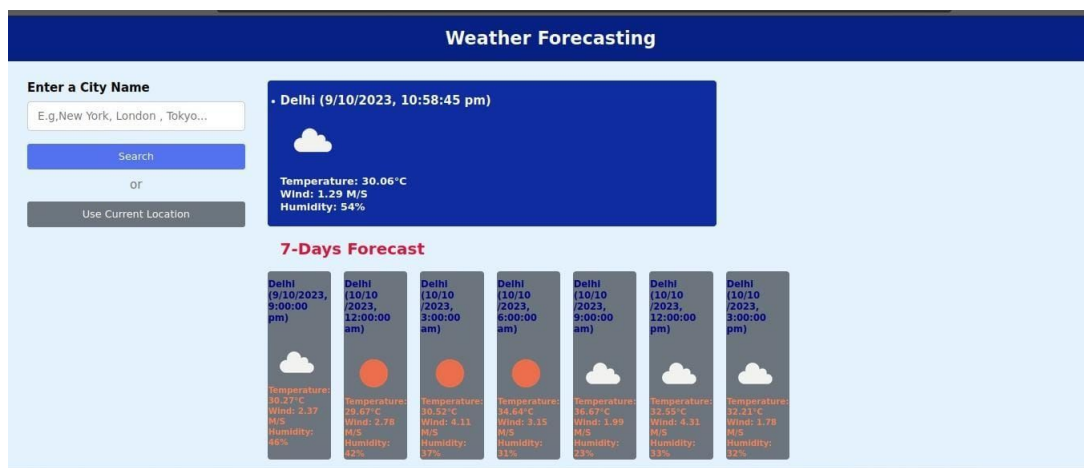 Weather Forecasting
Enter a City Name
E.g,New York, London , Tokyo...
Search
or
Use Current Location
• Delhi (9/10/2023, 10:58:45 pm)
Temperature: 30.06°C
Wind: 1.29 M/S
Humidity: 54%
7-Days Forecast
Delhi
(9/10/2023,
9:00:00
pm)
Temperature:
30.27°C
Wind: 2.37
M/S
Humidity:
46%
Delhi
(10/10
/2023,
12:00:00
am)
Temperature:
29.67°C
Wind: 2.78
M/S
Humidity:
42%
Delhi
(10/10
/2023,
3:00:00
am)
Temperature:
30.52°C
Wind: 4.11
M/S
Humidity:
37%
Delhi
(10/10
/2023,
6:00:00
am)
Temperature:
34.64°C
Wind: 3.15
M/S
Humidity:
31%
Delhi
(10/10
/2023,
9:00:00
am)
Temperature:
36.67°C
Wind: 1.99
M/S
Humidity:
23%
Delhi
(10/10
/2023,
12:00:00
pm)
Temperature:
32.55°C
Wind: 4.31
M/S
Humidity:
33%
Delhi
(10/10
/2023,
3:00:00
pm)
Temperature:
32.21°C
Wind: 1.78
M/S
Humidity:
32%